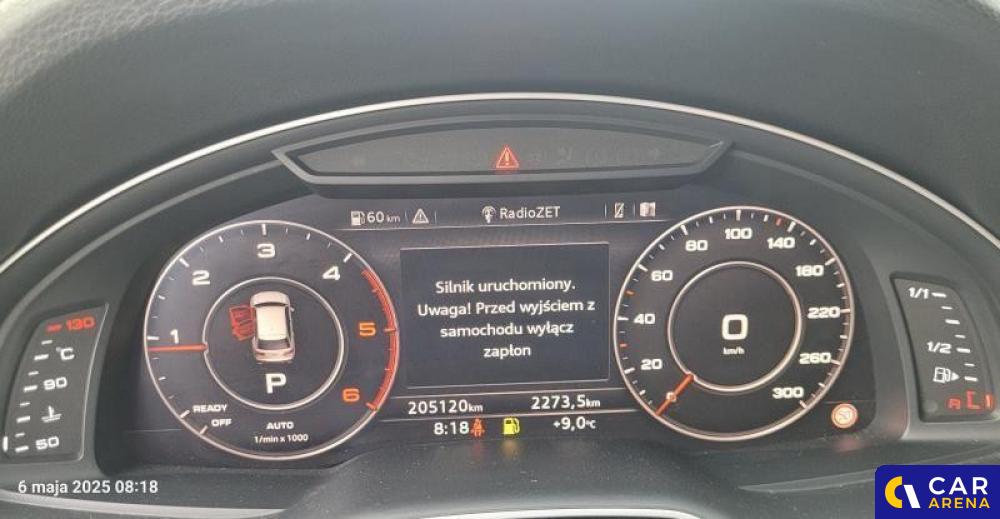 60 km
RadioZET
Silnik uruchomiony.
Uwaga! Przed wyjściem z
samochodu wyłącz
zapłon
1
2
3
4
5
6
P
READY
OFF
AUTO
1/min x 1000
0
km/h
20
40
60
80
100
140
180
220
260
300
130
°C
90
50
1/1
1/2
R
205120km
2273,5km
8:18
+9,0°C
6 maja 2025 08:18
CAR
ARENA